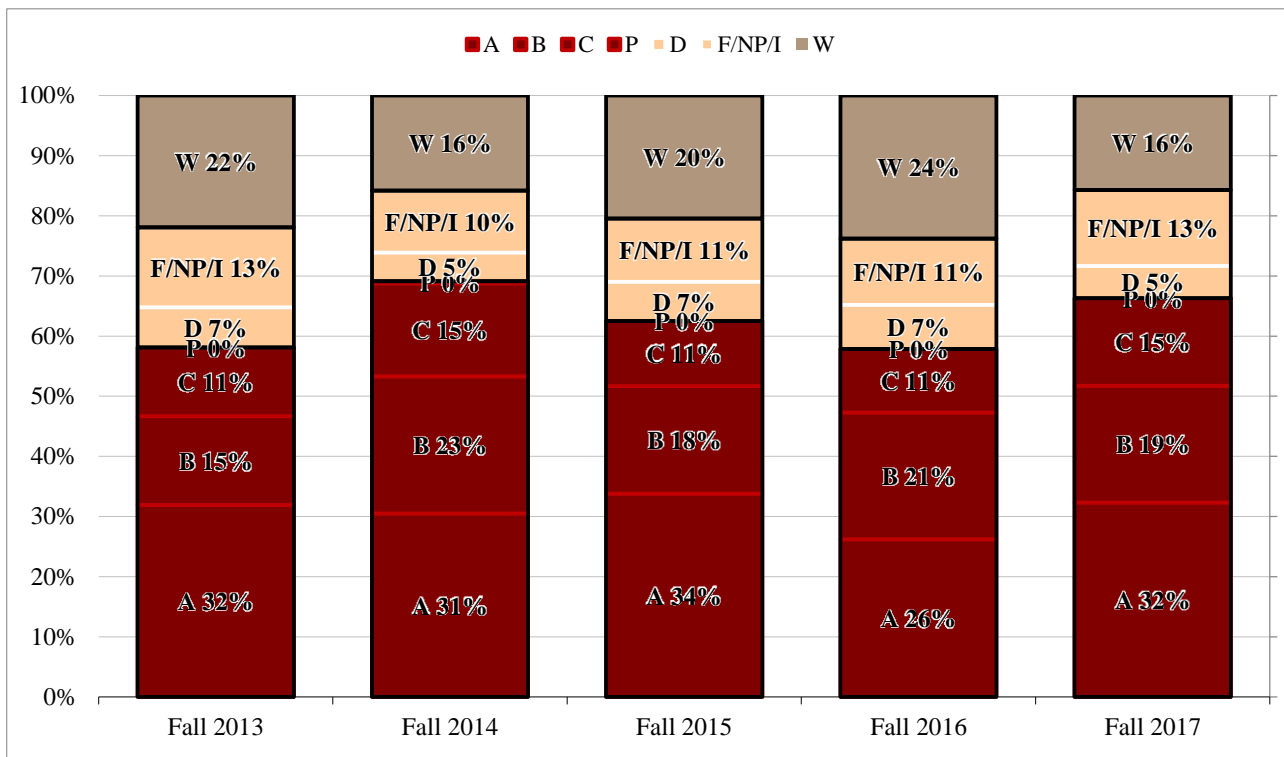 A B C P D F/NP/I W
100%
90%
80%
70%
60%
50%
40%
30%
20%
10%
0%
W 22%
F/NP/I 13%
D 7%
P 0%
C 11%
B 15%
A 32%
W 16%
F/NP/I 10%
D 5%
P 0%
C 15%
B 23%
A 31%
W 20%
F/NP/I 11%
D 7%
P 0%
C 11%
B 18%
A 34%
W 24%
F/NP/I 11%
D 7%
P 0%
C 11%
B 21%
A 26%
W 16%
F/NP/I 13%
D 5%
P 0%
C 15%
B 19%
A 32%
Fall 2013
Fall 2014
Fall 2015
Fall 2016
Fall 2017